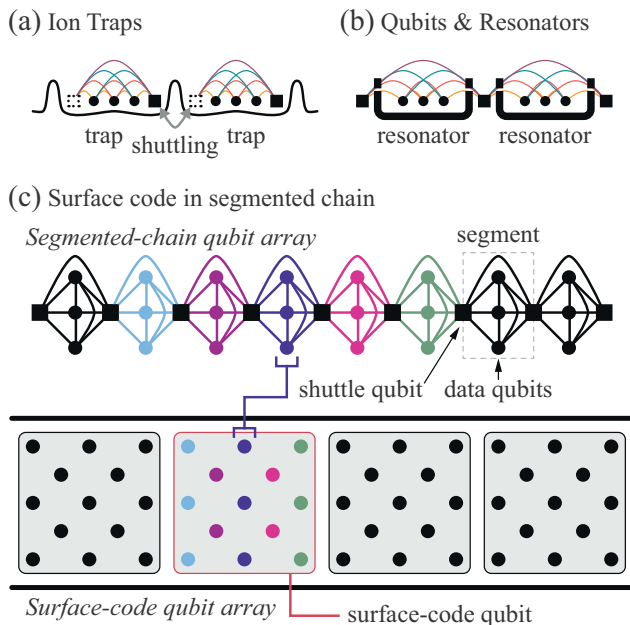 (a) Ion Traps
(b) Qubits & Resonators
trap
trap
shuttling
resonator
resonator
(c) Surface code in segmented chain
Segmented-chain qubit array
segment
shuttle qubit
data qubits
Surface-code qubit array
surface-code qubit